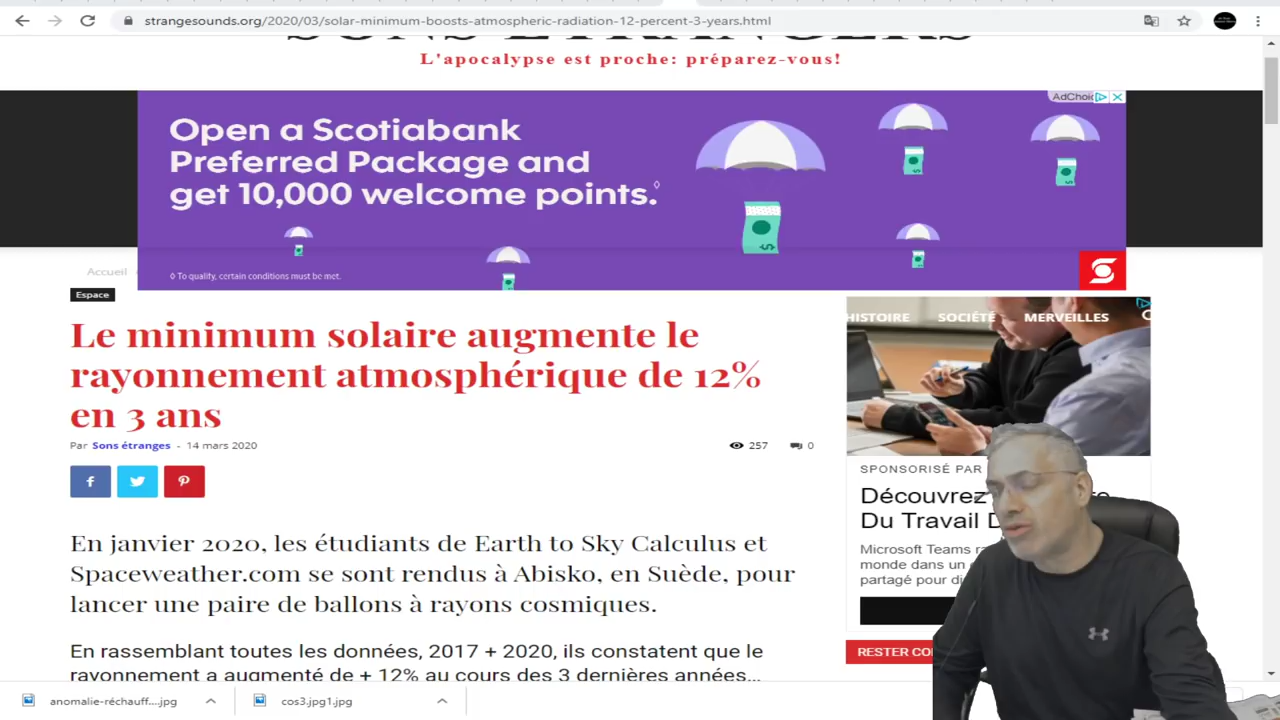 strangesounds.org/2020/03/solar-minimum-boosts-atmospheric-radiation-12-percent-3-years.html
L'apocalypse est proche: préparez-vous!
AdChoic
Open a Scotiabank
Preferred Package and
get 10,000 welcome points.◊
◊ To qualify, certain conditions must be met.
Accueil
Espace
Le minimum solaire augmente le
rayonnement atmosphérique de 12%
en 3 ans
Par Sons étranges - 14 mars 2020
257
0
En janvier 2020, les étudiants de Earth to Sky Calculus et
Spaceweather.com se sont rendus à Abisko, en Suède, pour
lancer une paire de ballons à rayons cosmiques.
En rassemblant toutes les données, 2017 + 2020, ils constatent que le
rayonnement a augmenté de + 12% au cours des 3 dernières années...
HISTOIRE SOCIÉTÉ MERVEILLES
SPONSORISÉ PAR
Découvrez
Du Travail
Microsoft Teams
monde dans un
partagé pour
RESTER
anomalie-réchauff....jpg
cos3.jpg1.jpg